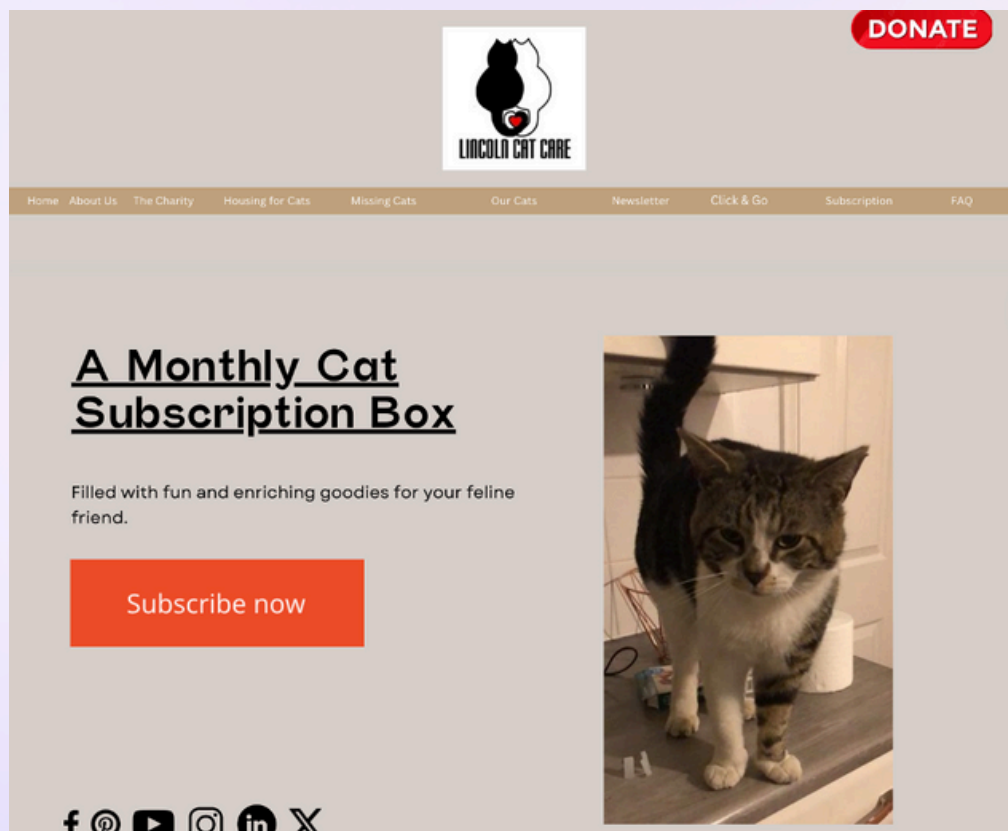 DONATE
LINCOLN CAT CARE
Home About Us The Charity Housing for Cats Missing Cats Our Cats Newsletter Click & Go Subscription FAQ
A Monthly Cat
Subscription Box
Filled with fun and enriching goodies for your feline
friend.
Subscribe now